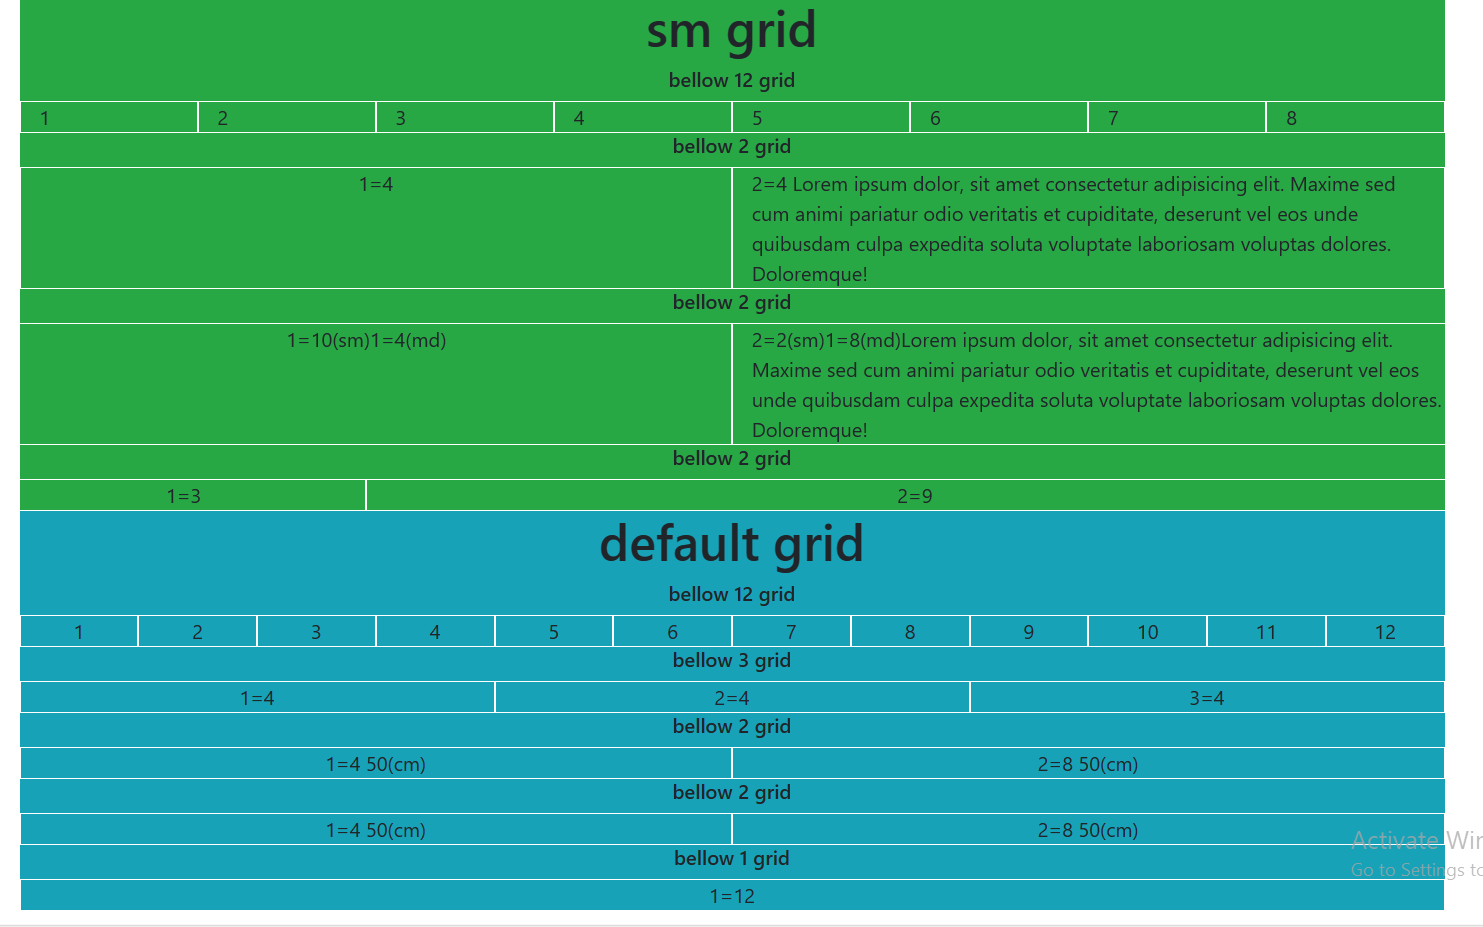 sm grid
bellow 12 grid
1 2 3 4 5 6 7 8
bellow 2 grid
1=4
2=4 Lorem ipsum dolor, sit amet consectetur adipisicing elit. Maxime sed
cum animi pariatur odio veritatis et cupiditate, deserunt vel eos unde
quibusdam culpa expedita soluta voluptate laboriosam voluptas dolores.
Doloremque!
bellow 2 grid
1=10(sm)1=4(md)
2=2(sm)1=8(md)Lorem ipsum dolor, sit amet consectetur adipisicing elit.
Maxime sed cum animi pariatur odio veritatis et cupiditate, deserunt vel eos
unde quibusdam culpa expedita soluta voluptate laboriosam voluptas dolores.
Doloremque!
bellow 2 grid
1=3 2=9
default grid
bellow 12 grid
1 2 3 4 5 6 7 8 9 10 11 12
bellow 3 grid
1=4 2=4 3=4
bellow 2 grid
1=4 50(cm) 2=8 50(cm)
bellow 2 grid
1=4 50(cm) 2=8 50(cm)
Activate Win
bellow 1 grid
Go to Settings to
1=12